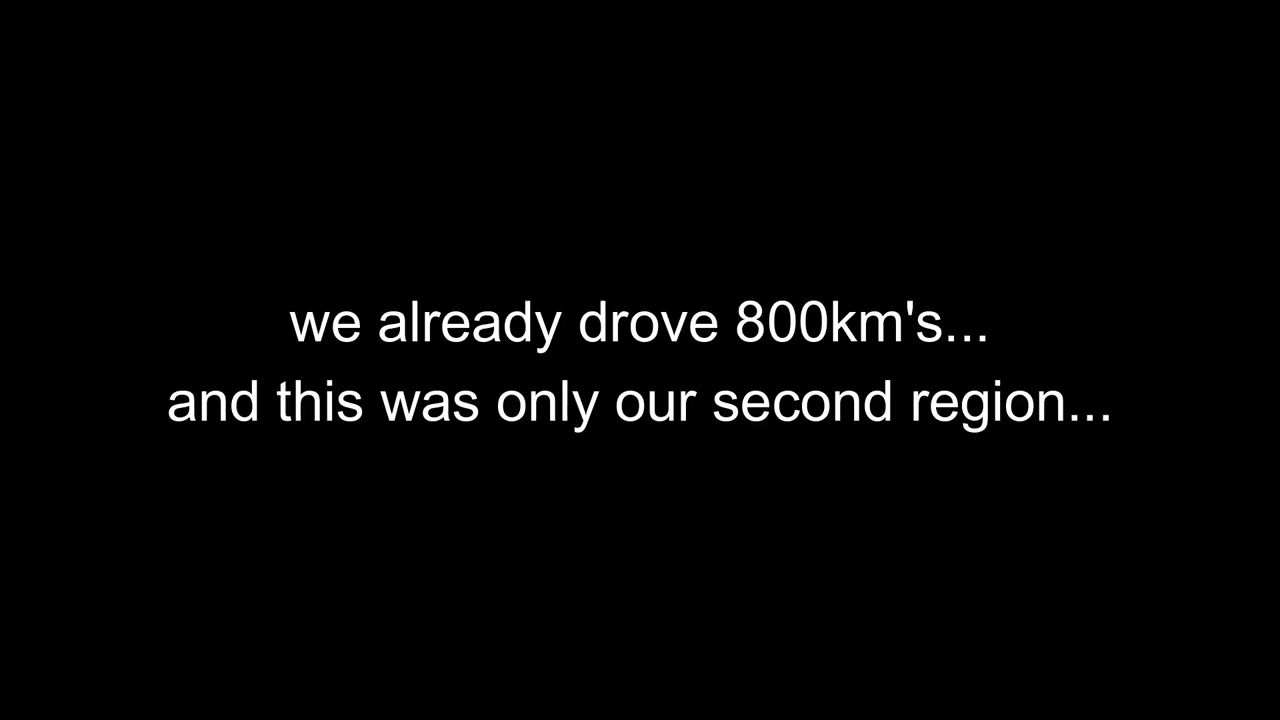 we already drove 800km's...
and this was only our second region...